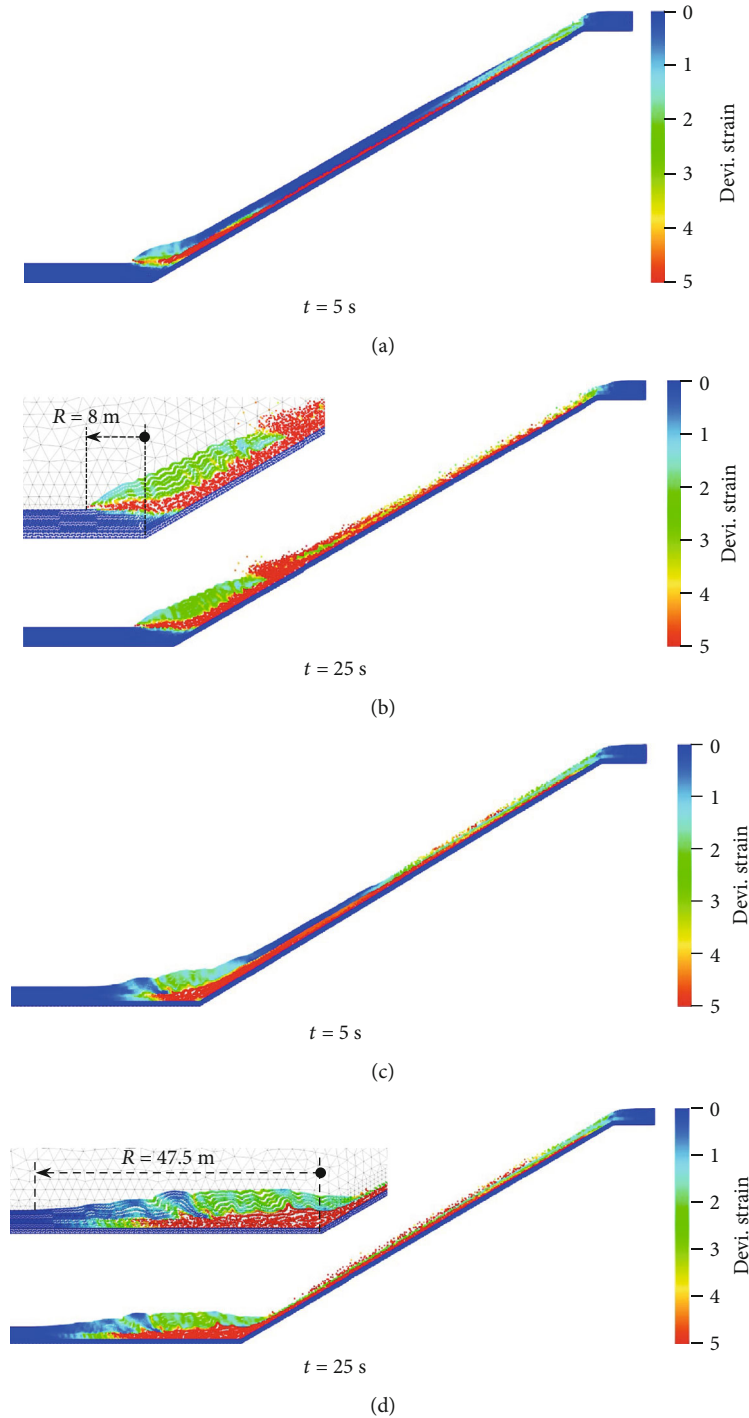 0
1
2
3
4
5
Devi. strain
t = 5 s
(a)
R = 8 m
0
1
2
3
4
5
Devi. strain
t = 25 s
(b)
0
1
2
3
4
5
Devi. strain
t = 5 s
(c)
R = 47.5 m
0
1
2
3
4
5
Devi. strain
t = 25 s
(d)